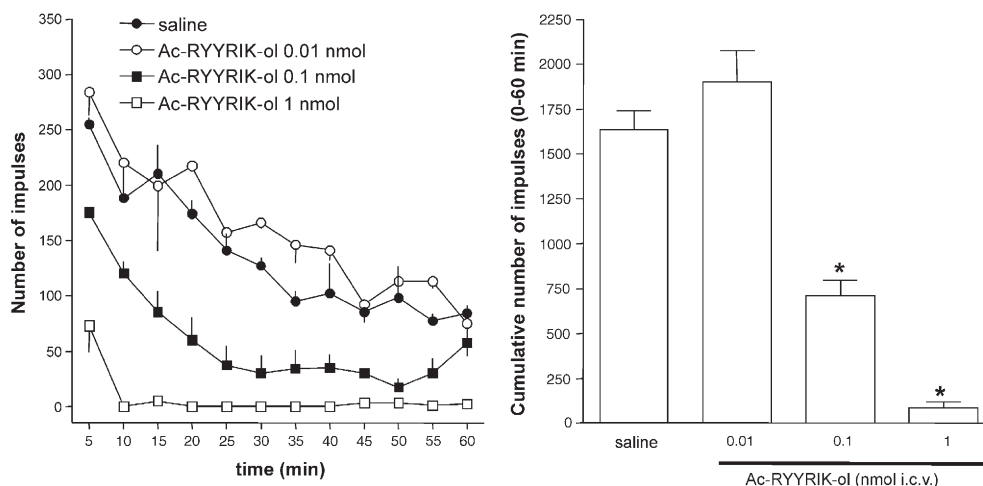 350
300
250
200
150
100
50
0
Number of impulses
saline
Ac-RYYRIK-ol 0.01 nmol
Ac-RYYRIK-ol 0.1 nmol
Ac-RYYRIK-ol 1 nmol
5 10 15 20 25 30 35 40 45 50 55 60
time (min)
Cumulative number of impulses (0-60 min)
2250
2000
1750
1500
1250
1000
750
500
250
0
*
*
saline 0.01 0.1 1
Ac-RYYRIK-ol (nmol i.c.v.)